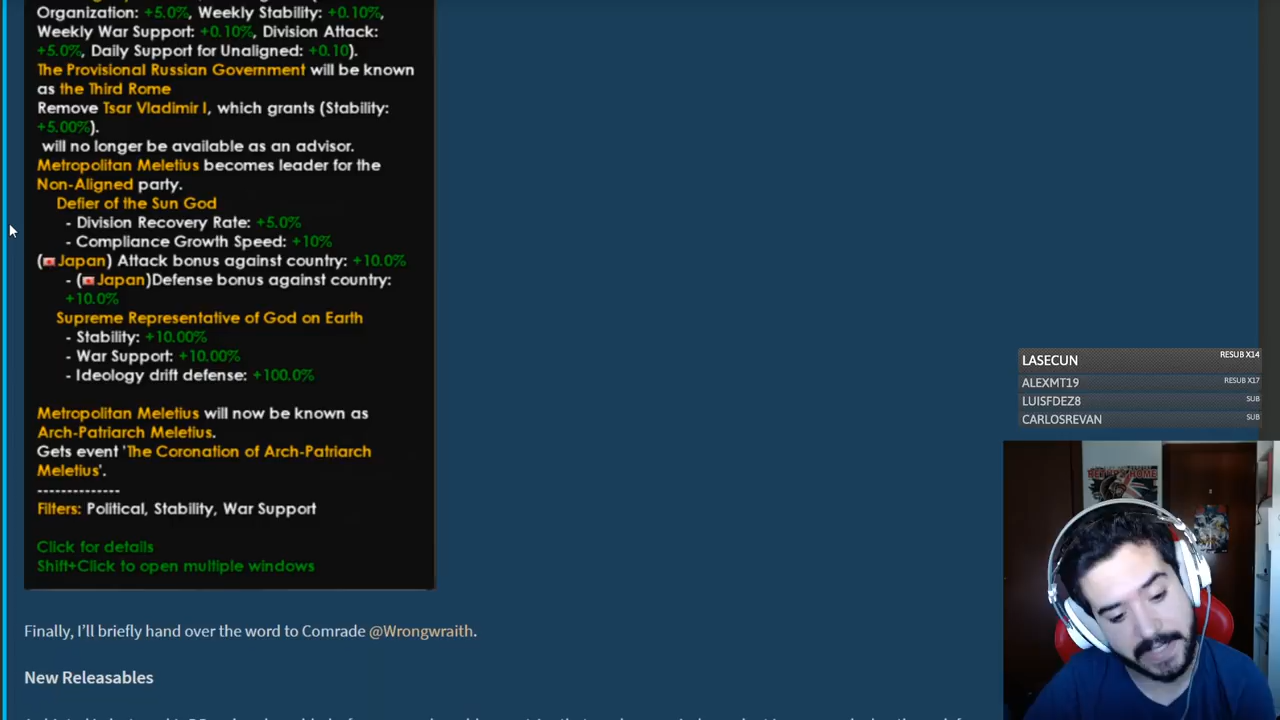 Organization: +5.0%, Weekly Stability: +0.10%,
Weekly War Support: +0.10%, Division Attack:
+5.0%, Daily Support for Unaligned: +0.10).
The Provisional Russian Government will be known
as the Third Rome
Remove Tsar Vladimir I, which grants (Stability:
+5.00%).
will no longer be available as an advisor.
Metropolitan Meletius becomes leader for the
Non-Aligned party.
Defier of the Sun God
- Division Recovery Rate: +5.0%
- Compliance Growth Speed: +10%
(Japan) Attack bonus against country: +10.0%
- (Japan)Defense bonus against country:
+10.0%
Supreme Representative of God on Earth
- Stability: +10.00%
- War Support: +10.00%
- Ideology drift defense: +100.0%
Metropolitan Meletius will now be known as
Arch-Patriarch Meletius.
Gets event 'The Coronation of Arch-Patriarch
Meletius'.
--------------
Filters: Political, Stability, War Support
Click for details
Shift+Click to open multiple windows
Finally, I'll briefly hand over the word to Comrade @Wrongwraith.
New Releasables
LASECUN RESUB X14
ALEXMT19 RESUB X17
LUISFDEZ8 SUB
CARLOSREVAN SUB